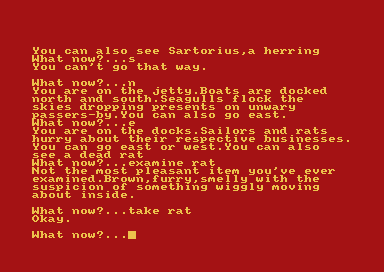 You can also see Sartorius,a herring
What now?...s
You can't go that way.
What now?...n
You are on the jetty.Boats are docked
north and south.Seagulls flock the
skies dropping presents on unwary
passers-by.You can also go east.
What now?...e
You are on the docks.Sailors and rats
hurry about their respective businesses.
You can go east or west.You can also
see a dead rat
What now?...examine rat
Not the most pleasant item you've ever
examined.Brown,furry,smelly with the
suspicion of something wiggly moving
about inside.
What now?...take rat
Okay.
What now?...